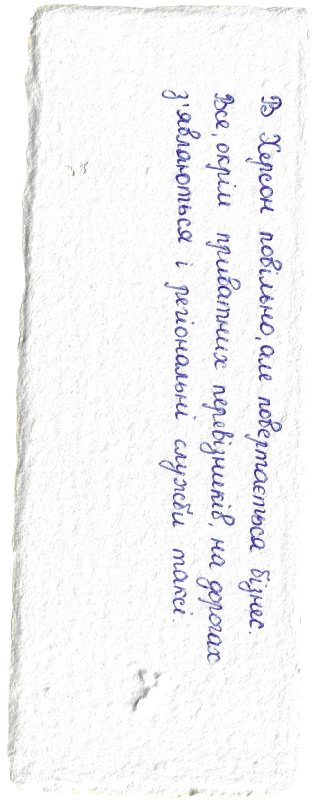 В Херсон повільно, але повертається бізнес.
Все, окрім приватних перевізників, на дорогах
з'являються і регіональні служби таксі.